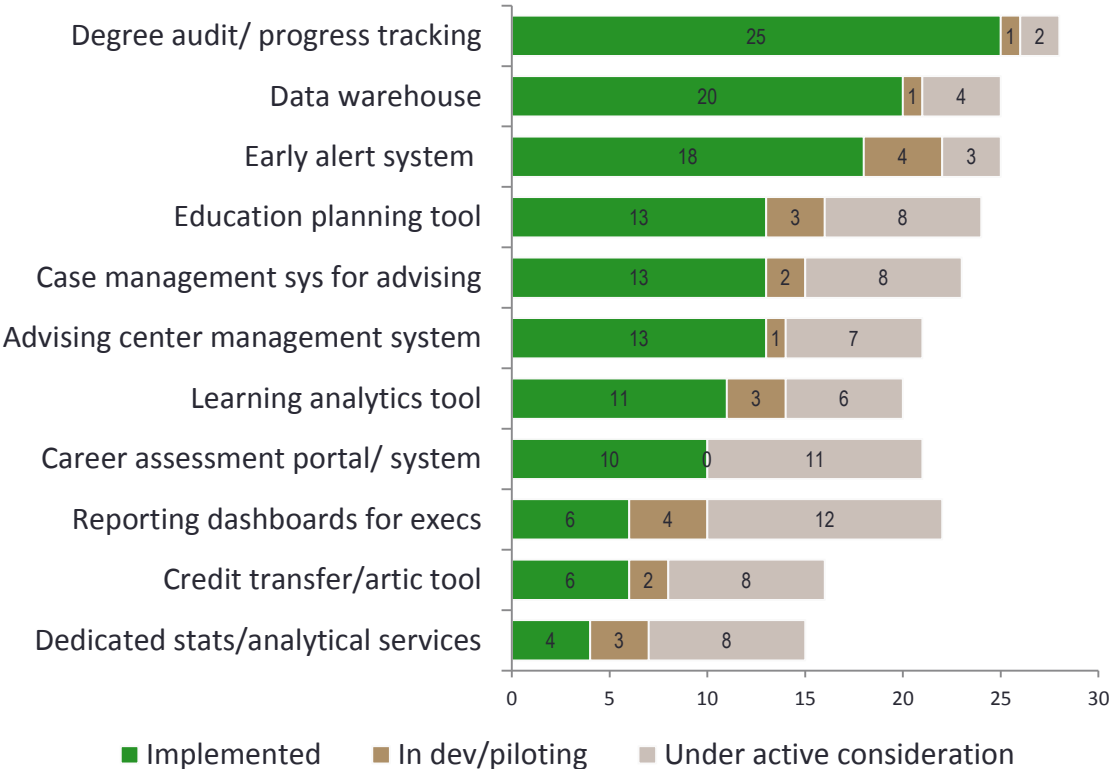 Degree audit/ progress tracking 25 1 2
Data warehouse 20 1 4
Early alert system 18 4 3
Education planning tool 13 3 8
Case management sys for advising 13 2 8
Advising center management system 13 1 7
Learning analytics tool 11 3 6
Career assessment portal/ system 10 0 11
Reporting dashboards for execs 6 4 12
Credit transfer/artic tool 6 2 8
Dedicated stats/analytical services 4 3 8
0 5 10 15 20 25 30
Implemented In dev/piloting Under active consideration